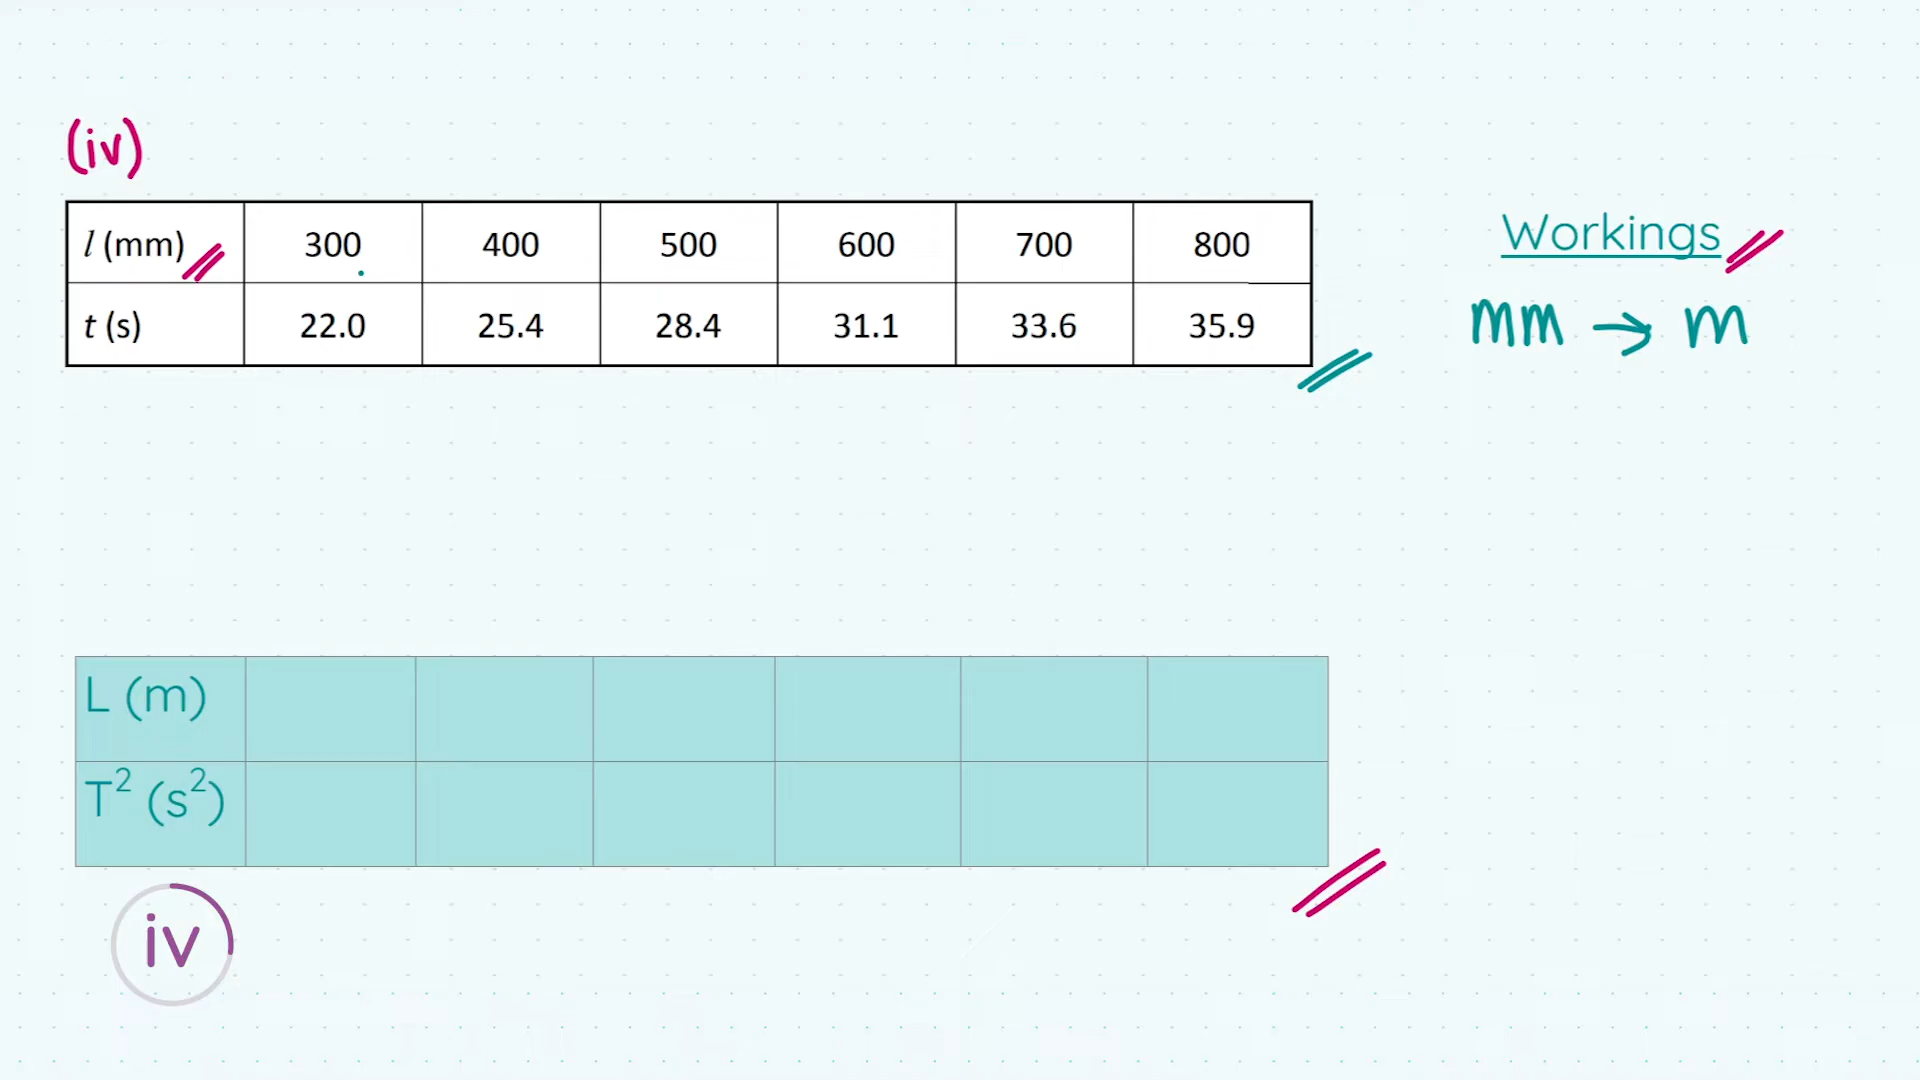 (iv)
l (mm) 300 400 500 600 700 800
t (s) 22.0 25.4 28.4 31.1 33.6 35.9
Workings
mm → m
L (m)
T² (s²)
iv